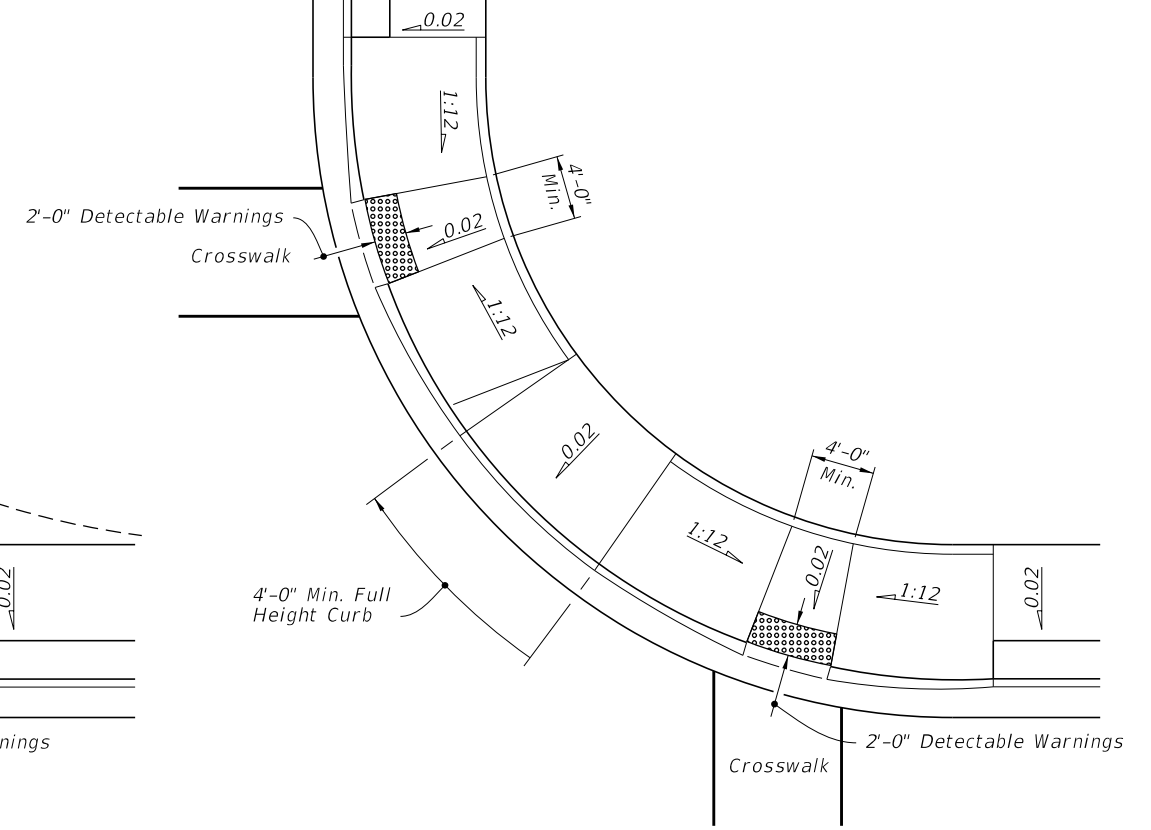 0.02
1:12
4'-0"
Min.
2'-0" Detectable Warnings
0.02
Crosswalk
1:12
0.02
4'-0"
Min.
1:12
0.02
1:12
0.02
0.02
4'-0" Min. Full
Height Curb
nings
2'-0" Detectable Warnings
Crosswalk